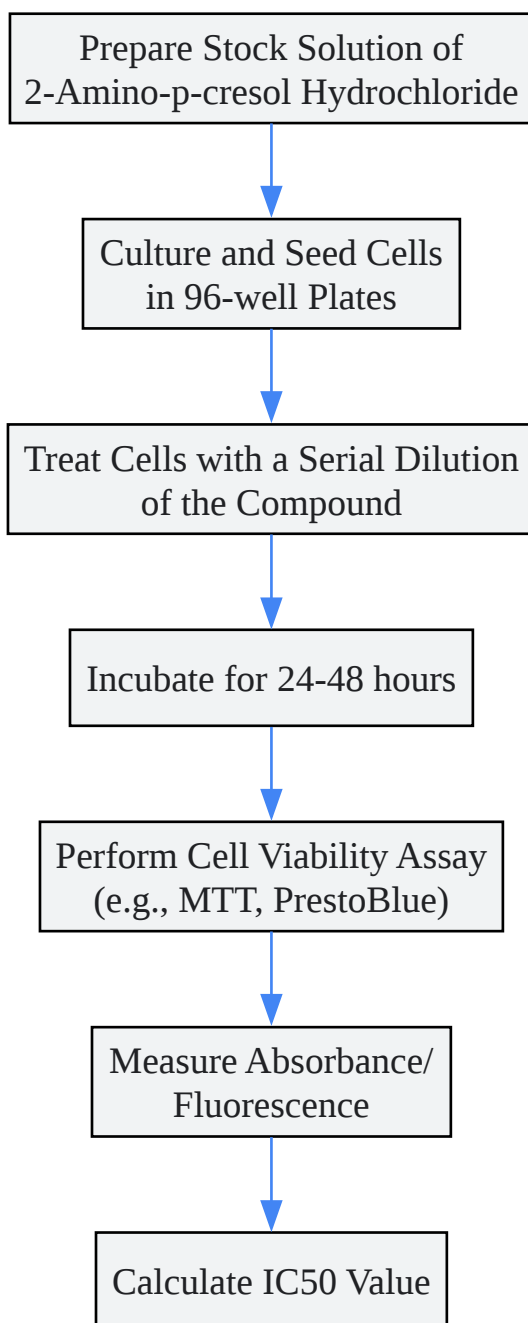 Prepare Stock Solution of
2-Amino-p-cresol Hydrochloride
Culture and Seed Cells
in 96-well Plates
Treat Cells with a Serial Dilution
of the Compound
Incubate for 24-48 hours
Perform Cell Viability Assay
(e.g., MTT, PrestoBlue)
Measure Absorbance/
Fluorescence
Calculate IC50 Value